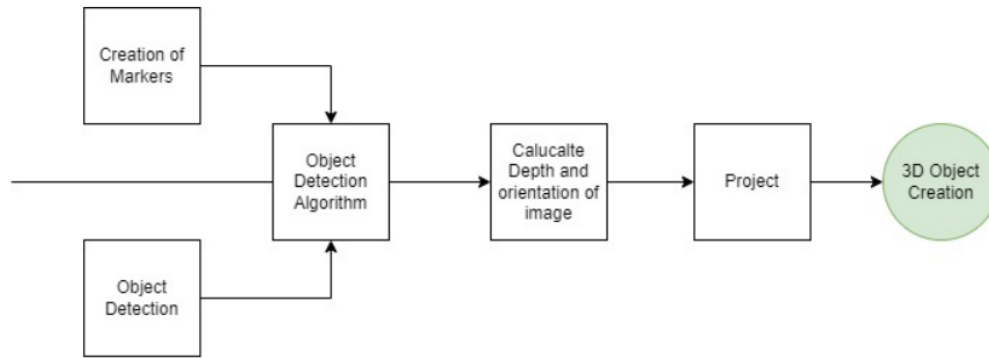 Creation of
Markers
Object
Detection
Algorithm
Calucalte
Depth and
orientation of
image
Project
3D Object
Creation
Object
Detection